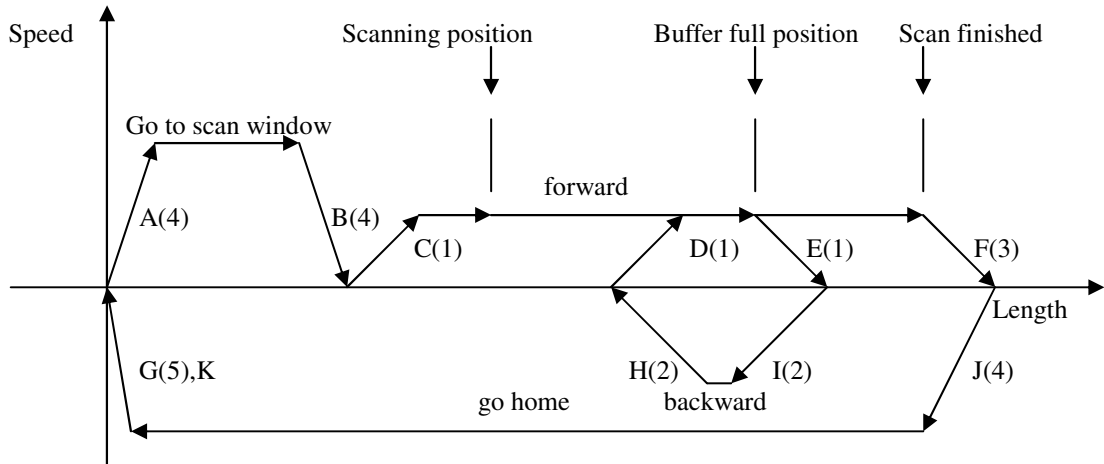 Speed
Scanning position
Buffer full position
Scan finished
Go to scan window
forward
A(4)
B(4)
C(1)
D(1)
E(1)
F(3)
Length
G(5),K
H(2)
I(2)
J(4)
go home
backward